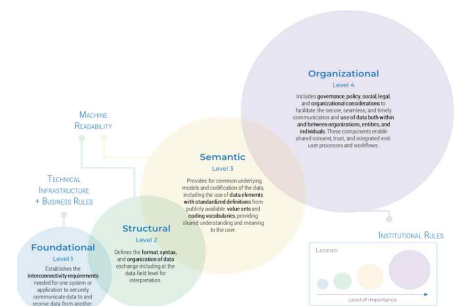 Organizational
Level 4
Includes governance, policy, social, legal,
and organizational considerations to
facilitate the secure, seamless, and timely
communication and use of data both within
and between organizations, entities, and
individuals. These components enable
shared consent, trust, and integrated end-
user processes and workflows.
MACHINE
READABILITY
Semantic
Level 3
Provides for common underlying
models and codification of the data,
including the use of data elements
with standardized definitions from
publicly available value sets and
coding vocabularies, providing
shared understanding and meaning
to the user.
TECHNICAL
INFRASTRUCTURE
+ BUSINESS RULES
Structural
Level 2
Defines the format, syntax,
and organization of data
exchange including at the
data field level for
interpretation.
INSTITUTIONAL RULES
Foundational
Level 1
Establishes the
interconnectivity requirements
needed for one system or
application to securely
communicate data to and
receive data from another.
LEGEND
Level of Importance